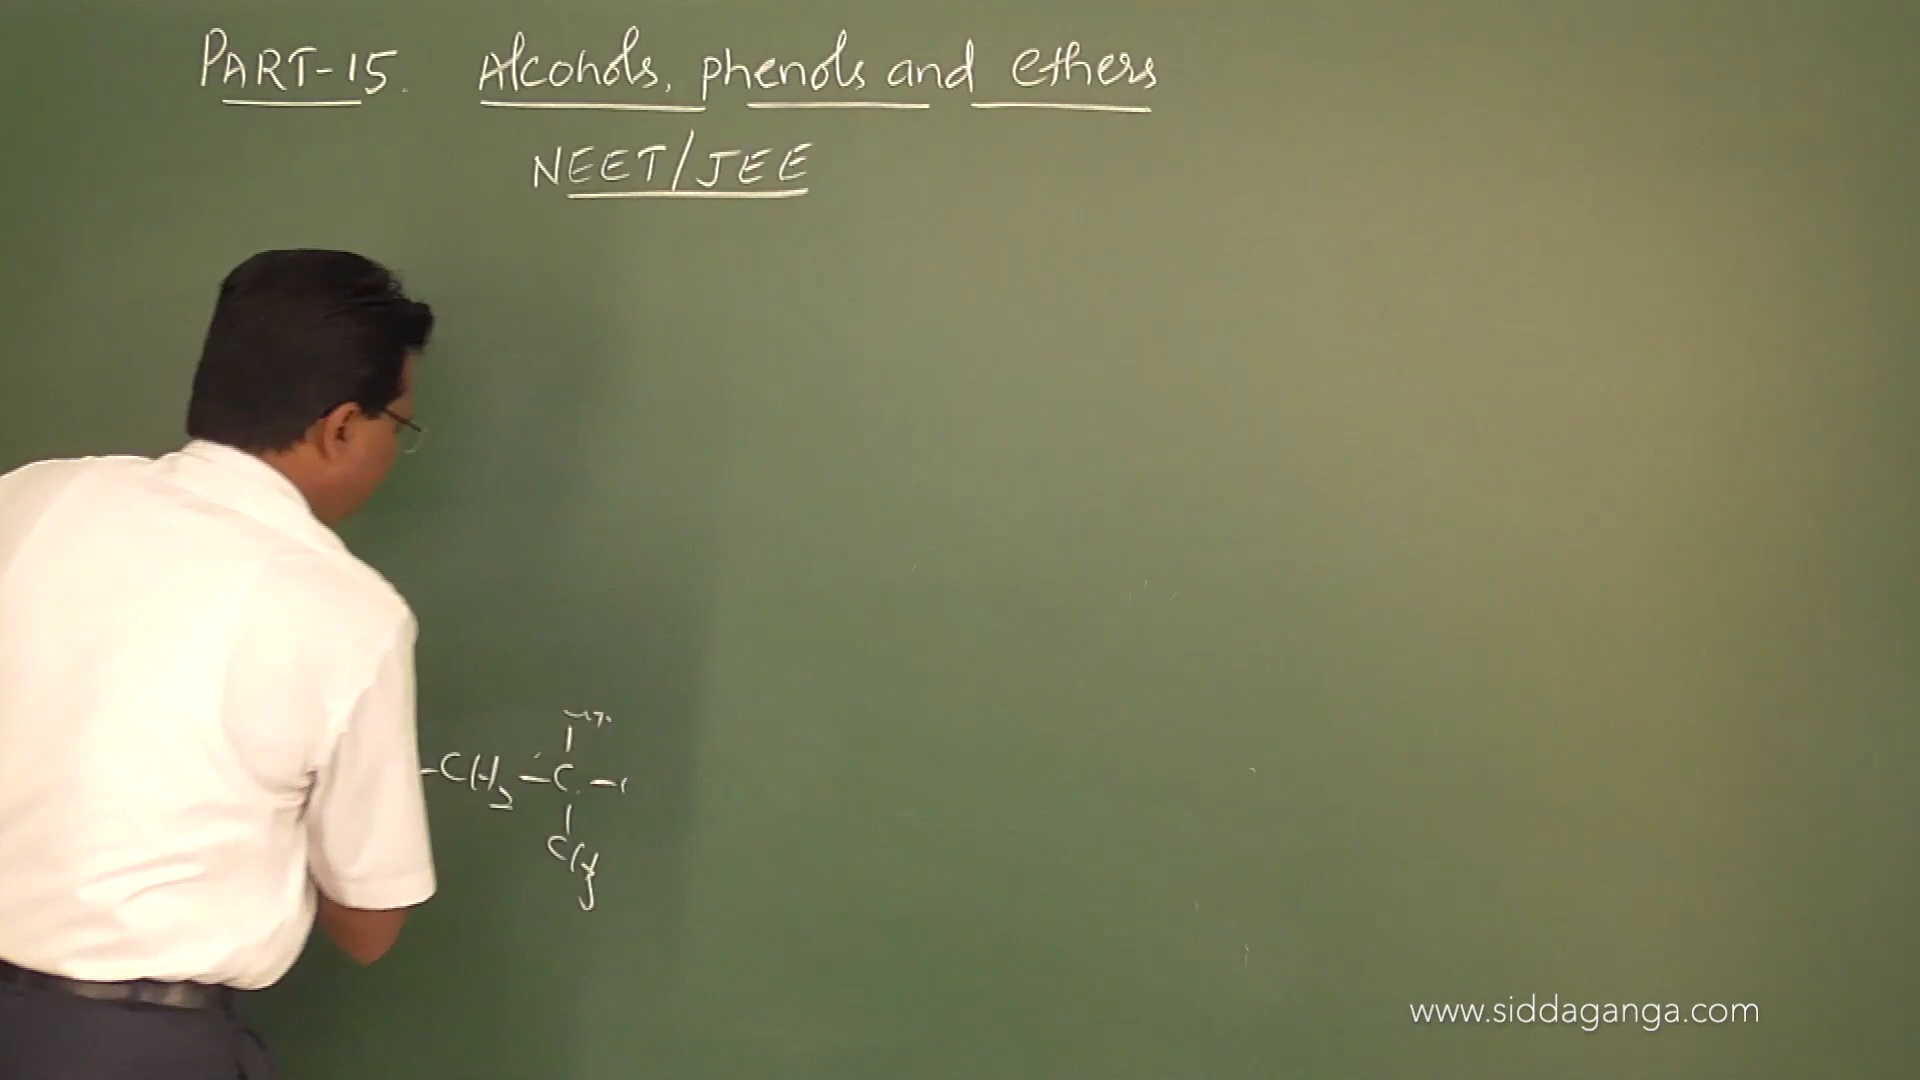 PART-15. Alcohols, phenols and ethers
NEET/JEE
-CH2-C-
CH3
www.siddaganga.com